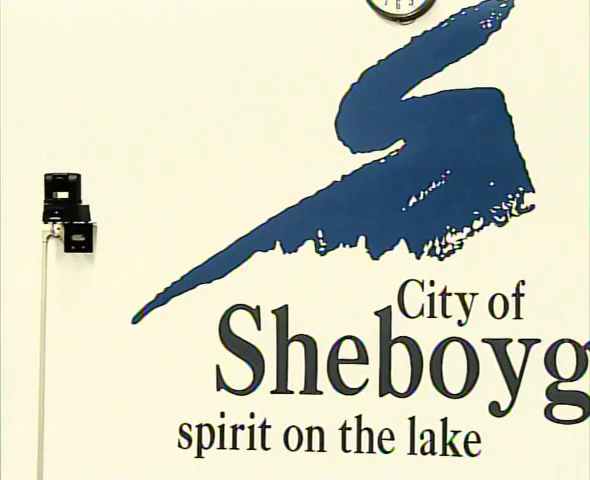 City of
Sheboyg
spirit on the lake